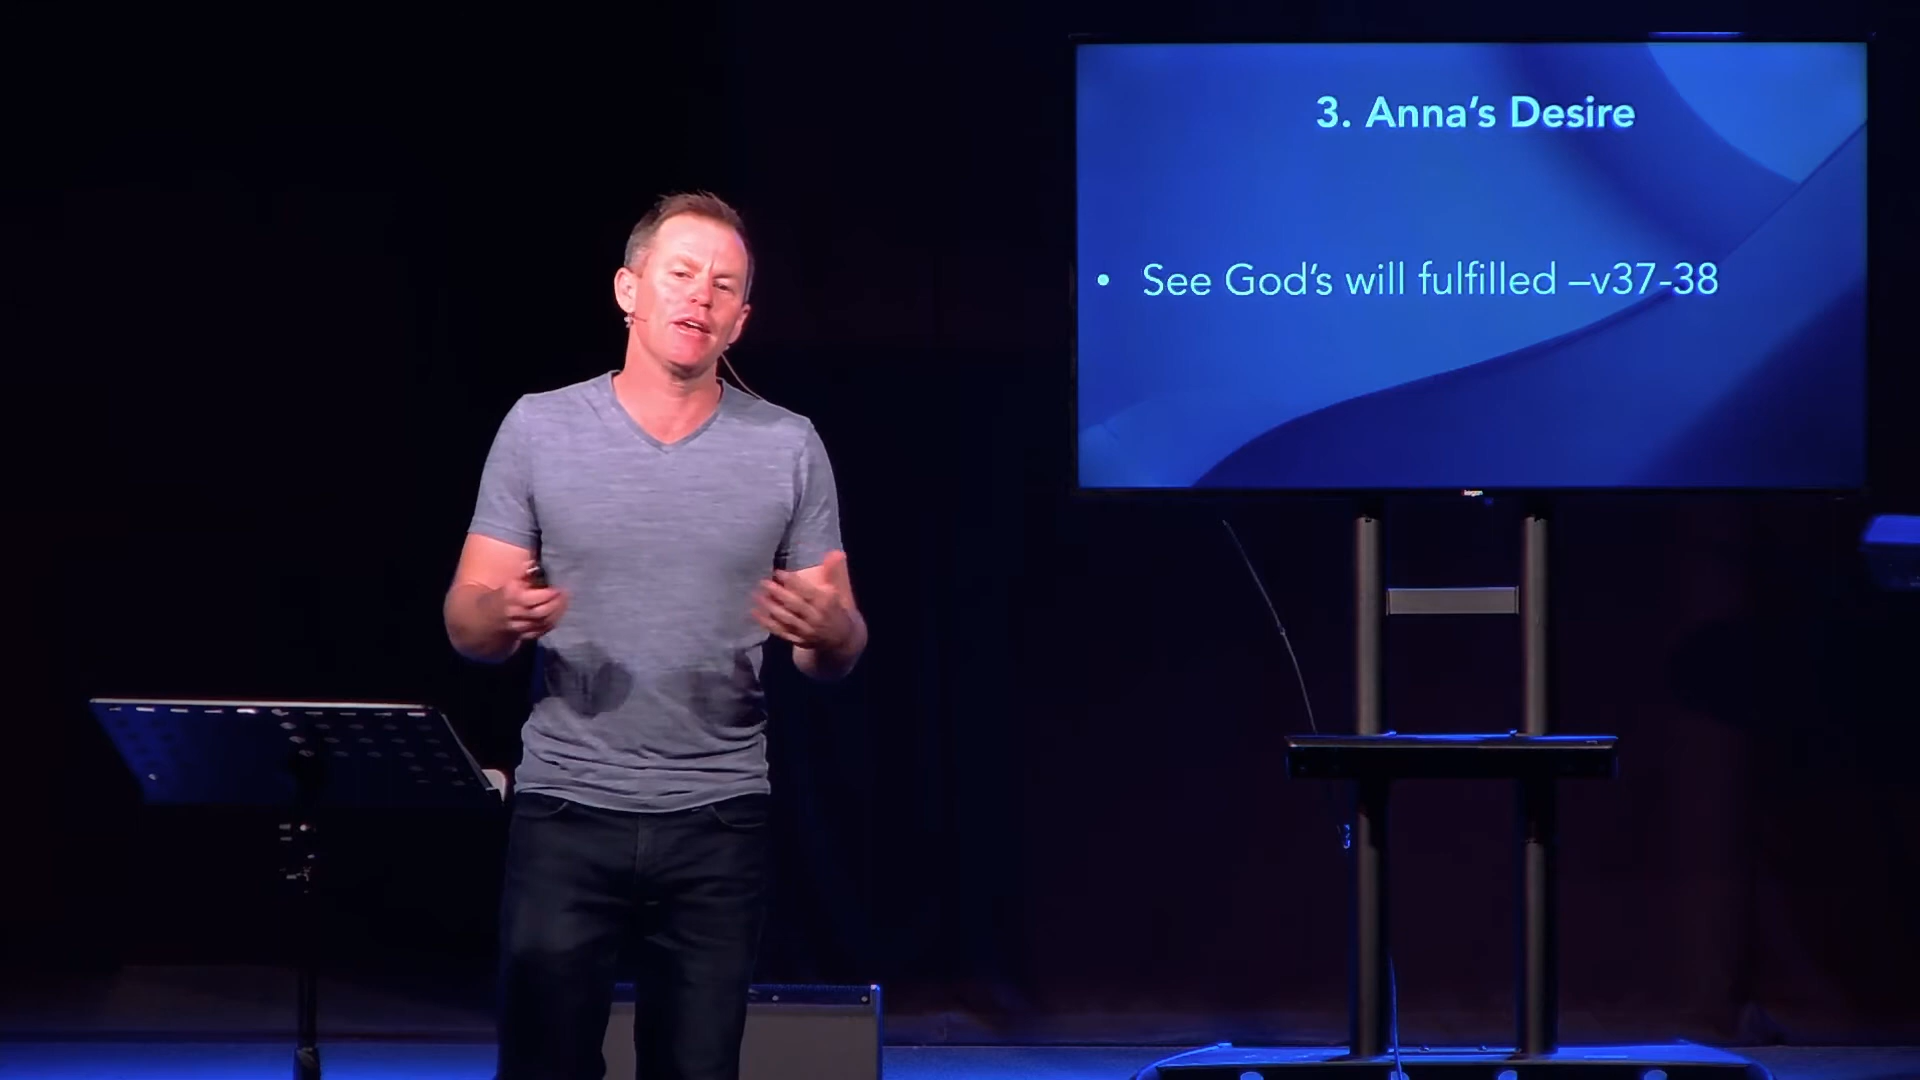 3. Anna's Desire
• See God's will fulfilled –v37-38